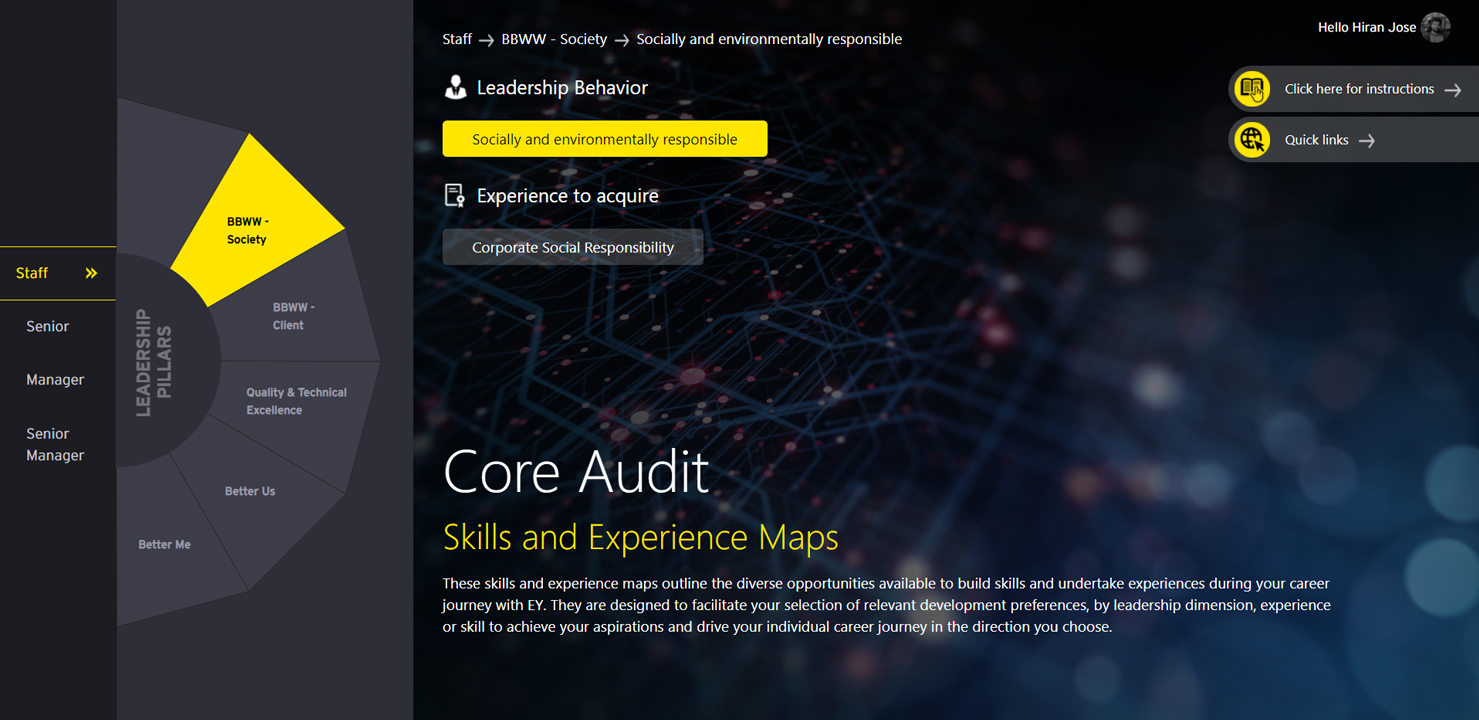 Staff → BBWW - Society → Socially and environmentally responsible
Hello Hiran Jose
Leadership Behavior
Socially and environmentally responsible
Experience to acquire
Corporate Social Responsibility
Click here for instructions →
Quick links →
Staff »
Senior
Manager
Senior
Manager
LEADERSHIP
PILLARS
BBWW -
Society
BBWW -
Client
Quality & Technical
Excellence
Better Us
Better Me
Core Audit
Skills and Experience Maps
These skills and experience maps outline the diverse opportunities available to build skills and undertake experiences during your career
journey with EY. They are designed to facilitate your selection of relevant development preferences, by leadership dimension, experience
or skill to achieve your aspirations and drive your individual career journey in the direction you choose.